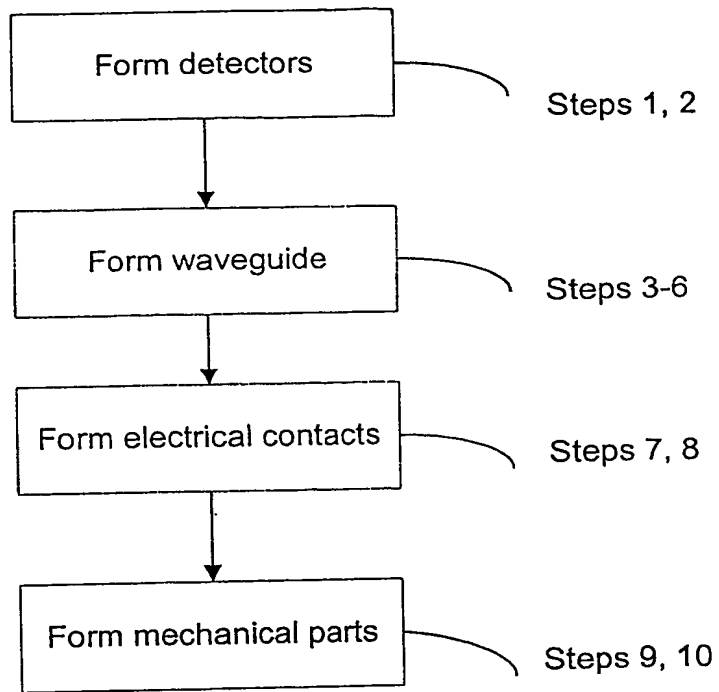 Form detectors
Steps 1, 2
Form waveguide
Steps 3-6
Form electrical contacts
Steps 7, 8
Form mechanical parts
Steps 9, 10